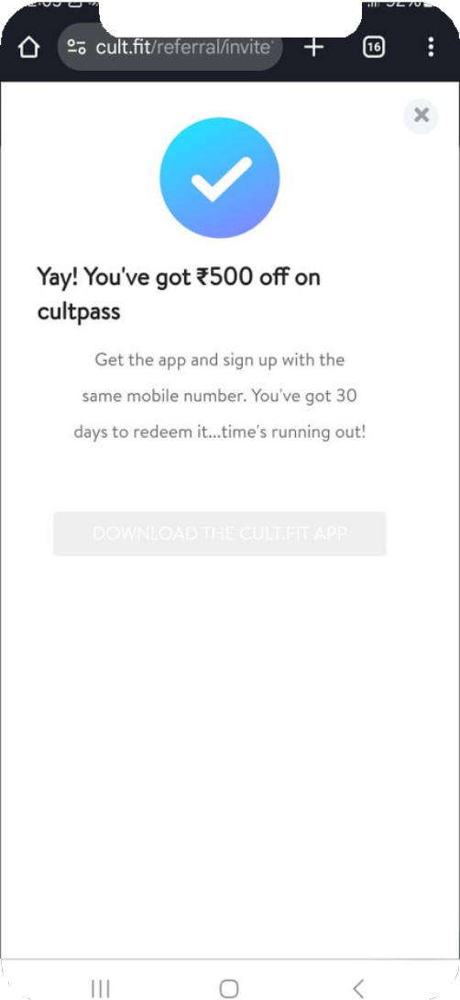 cult.fit/referral/invite
16
Yay! You've got ₹500 off on
cultpass
Get the app and sign up with the
same mobile number. You've got 30
days to redeem it...time's running out!
DOWNLOAD THE CULT.FIT APP